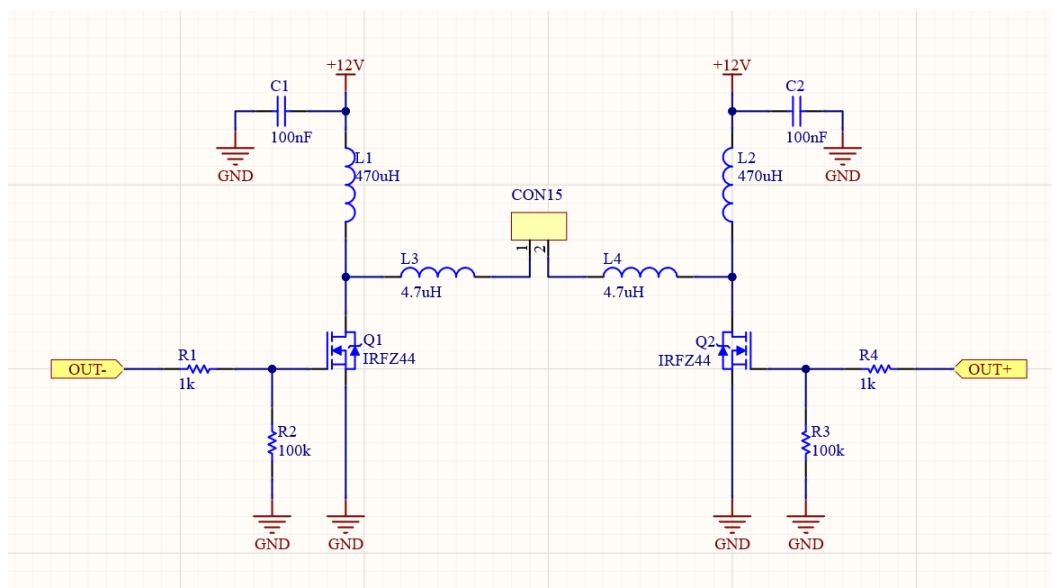 +12V
+12V
C1
C2
100nF
100nF
GND
GND
L1
470uH
L2
470uH
CON15
1
2
L3
4.7uH
L4
4.7uH
Q1
IRFZ44
Q2
IRFZ44
OUT-
R1
1k
R4
1k
OUT+
R2
100k
R3
100k
GND
GND
GND
GND